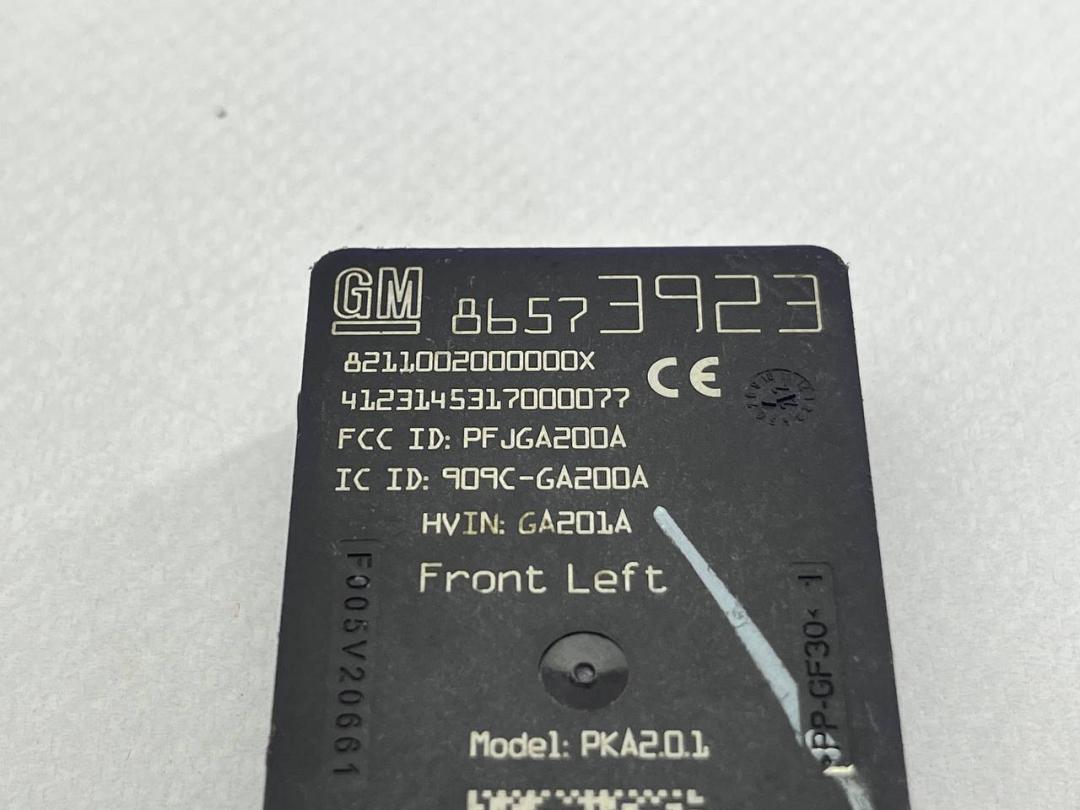 GM 86573923
8211002000000X
4123145317000077
CE
FCC ID: PFJGA200A
IC ID: 909C-GA200A
HVIN: GA201A
Front Left
F005V20661
PP-GF30<
Model: PKA2.0.1